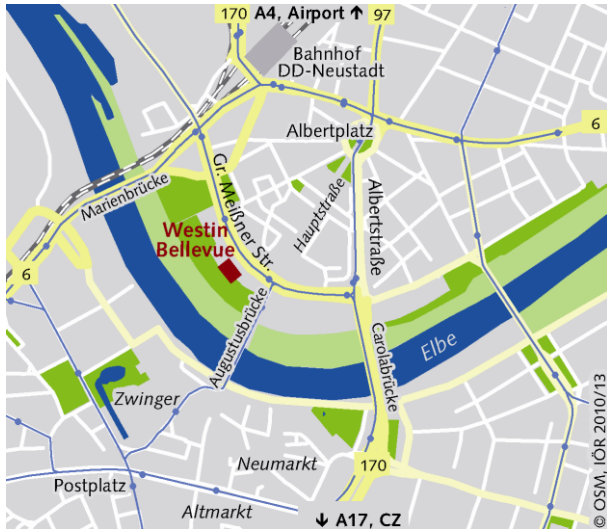 170 A4, Airport ↑ 97
Bahnhof
DD-Neustadt
Albertplatz
6
Marienbrücke
Gr. Meißner Str.
Hauptstraße
Albertstraße
Westin
Bellevue
6
Augustusbrücke
Carolabrücke
Elbe
Zwinger
Neumarkt
170
Postplatz
Altmarkt
↓ A17, CZ
© OSM, IÖR 2010/13